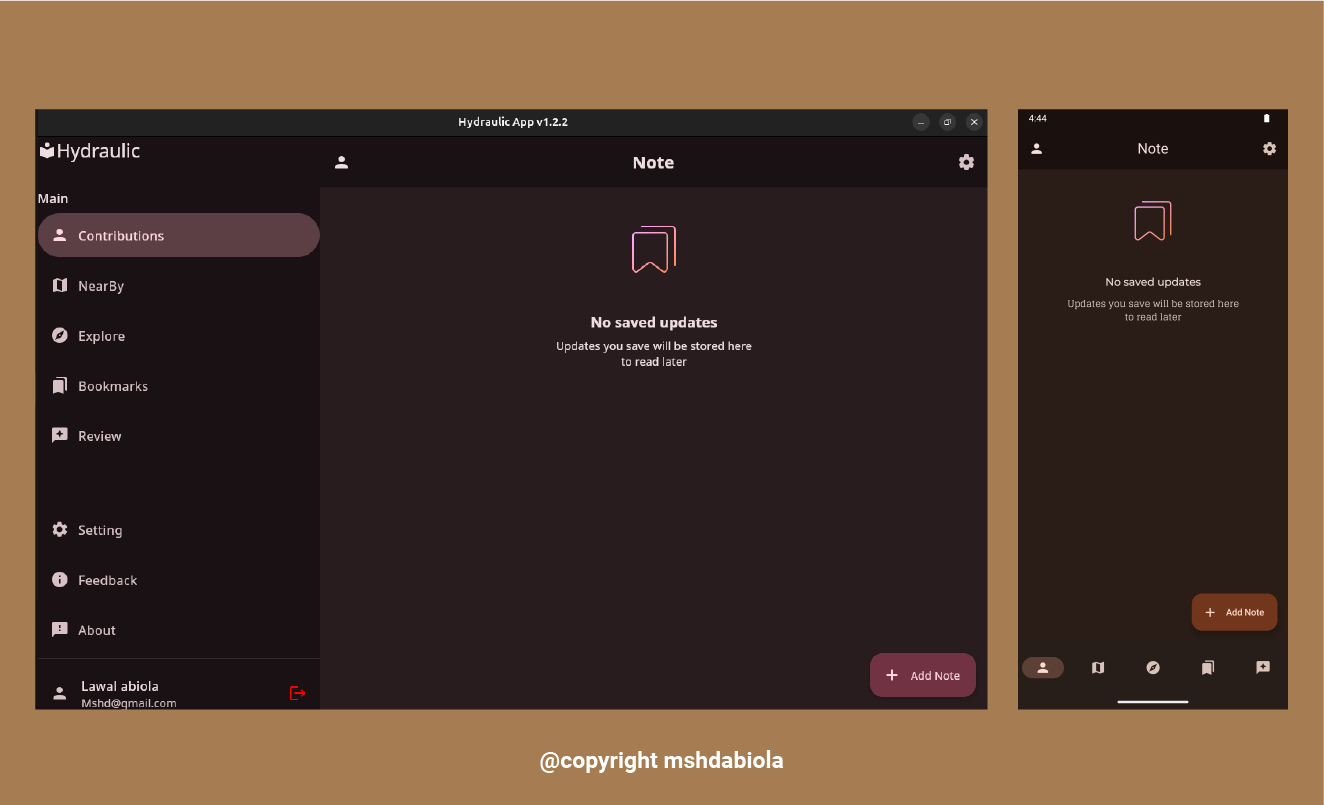 Hydraulic App v1.2.2
Hydraulic
Main
Contributions
NearBy
Explore
Bookmarks
Review
Setting
Feedback
About
Lawal abiola
Mshd@gmail.com
Note
No saved updates
Updates you save will be stored here
to read later
Add Note
4:44
Note
No saved updates
Updates you save will be stored here
to read later
Add Note
@copyright mshdabiola